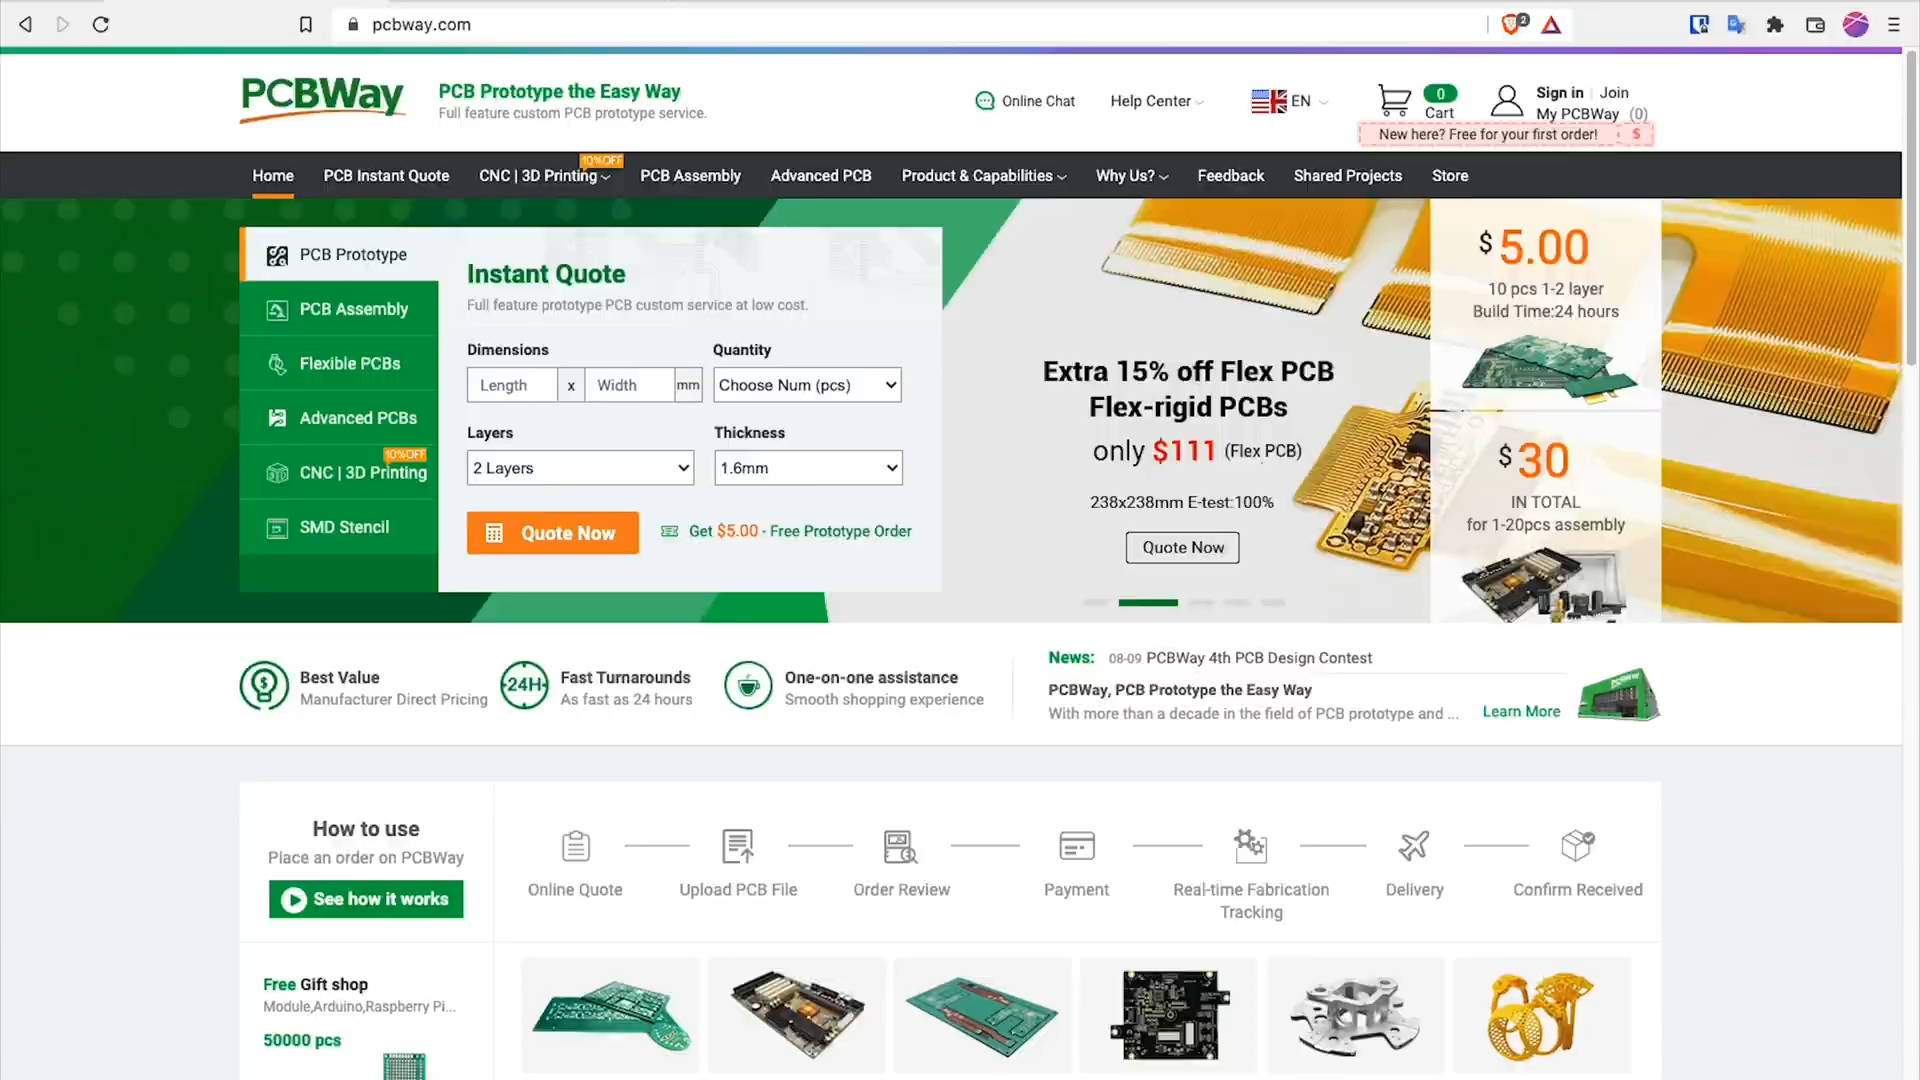 pcbway.com
2
PCBWay
PCB Prototype the Easy Way
Full feature custom PCB prototype service.
Online Chat
Help Center
EN
0
Cart
Sign in
Join
My PCBWay (0)
New here? Free for your first order! $
Home
PCB Instant Quote
CNC | 3D Printing
10%OFF
PCB Assembly
Advanced PCB
Product & Capabilities
Why Us?
Feedback
Shared Projects
Store
PCB Prototype
PCB Assembly
Flexible PCBs
Advanced PCBs
10%OFF
CNC | 3D Printing
SMD Stencil
Instant Quote
Full feature prototype PCB custom service at low cost.
Dimensions
Quantity
Length x Width mm
Choose Num (pcs)
Layers
Thickness
2 Layers
1.6mm
Quote Now
Get $5.00 - Free Prototype Order
Extra 15% off Flex PCB
Flex-rigid PCBs
only $111 (Flex PCB)
238x238mm E-test:100%
Quote Now
$ 5.00
10 pcs 1-2 layer
Build Time:24 hours
$ 30
IN TOTAL
for 1-20pcs assembly
Best Value
Manufacturer Direct Pricing
24H
Fast Turnarounds
As fast as 24 hours
One-on-one assistance
Smooth shopping experience
News: 08-09 PCBWay 4th PCB Design Contest
PCBWay, PCB Prototype the Easy Way
With more than a decade in the field of PCB prototype and ...
Learn More
How to use
Place an order on PCBWay
See how it works
Online Quote
Upload PCB File
Order Review
Payment
Real-time Fabrication
Tracking
Delivery
Confirm Received
Free Gift shop
Module,Arduino,Raspberry Pi...
50000 pcs